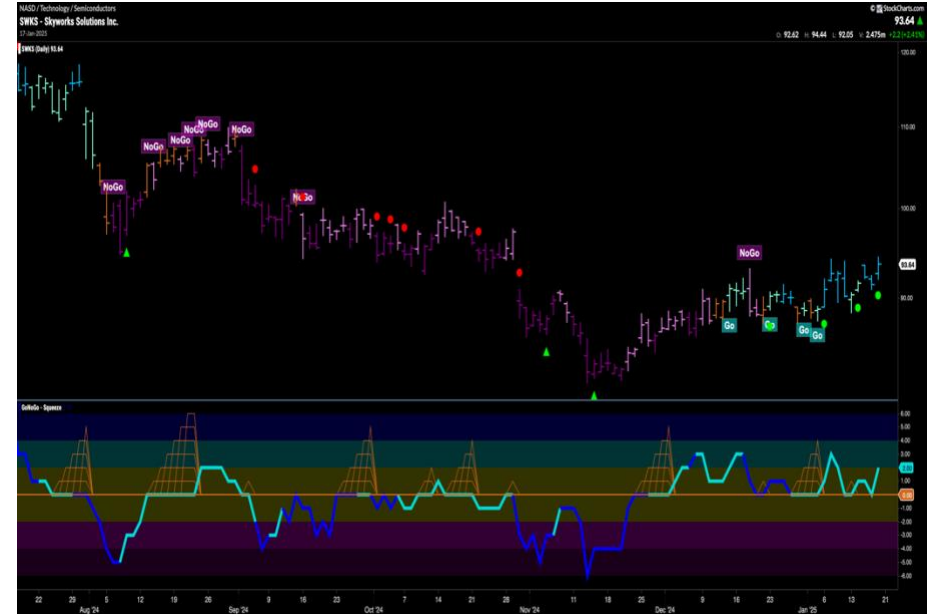 NASD / Technology / Semiconductors
© StockCharts.com
SWKS - Skyworks Solutions Inc.
93.64
17-Jan-2025
O: 92.62 H: 94.44 L: 92.05 V: 2.475m +2.2 (+2.41%)
SWKS (Daily) 93.64
120.00
NoGo
NoGo
NoGo
NoGo
NoGo
NoGo
NoGo
NoGo
110.00
100.00
93.64
90.00
Go
Go
Go
Go
GoNoGo - Squeeze
6.00
5.00
4.00
3.00
2.00
1.00
0.00
-1.00
-2.00
-3.00
-4.00
-5.00
-6.00
22 29 5 12 19 26 9 16 23 7 14 21 28 11 18 25 9 16 23 6 13 21
Aug '24 Sep '24 Oct '24 Nov '24 Dec '24 Jan '25